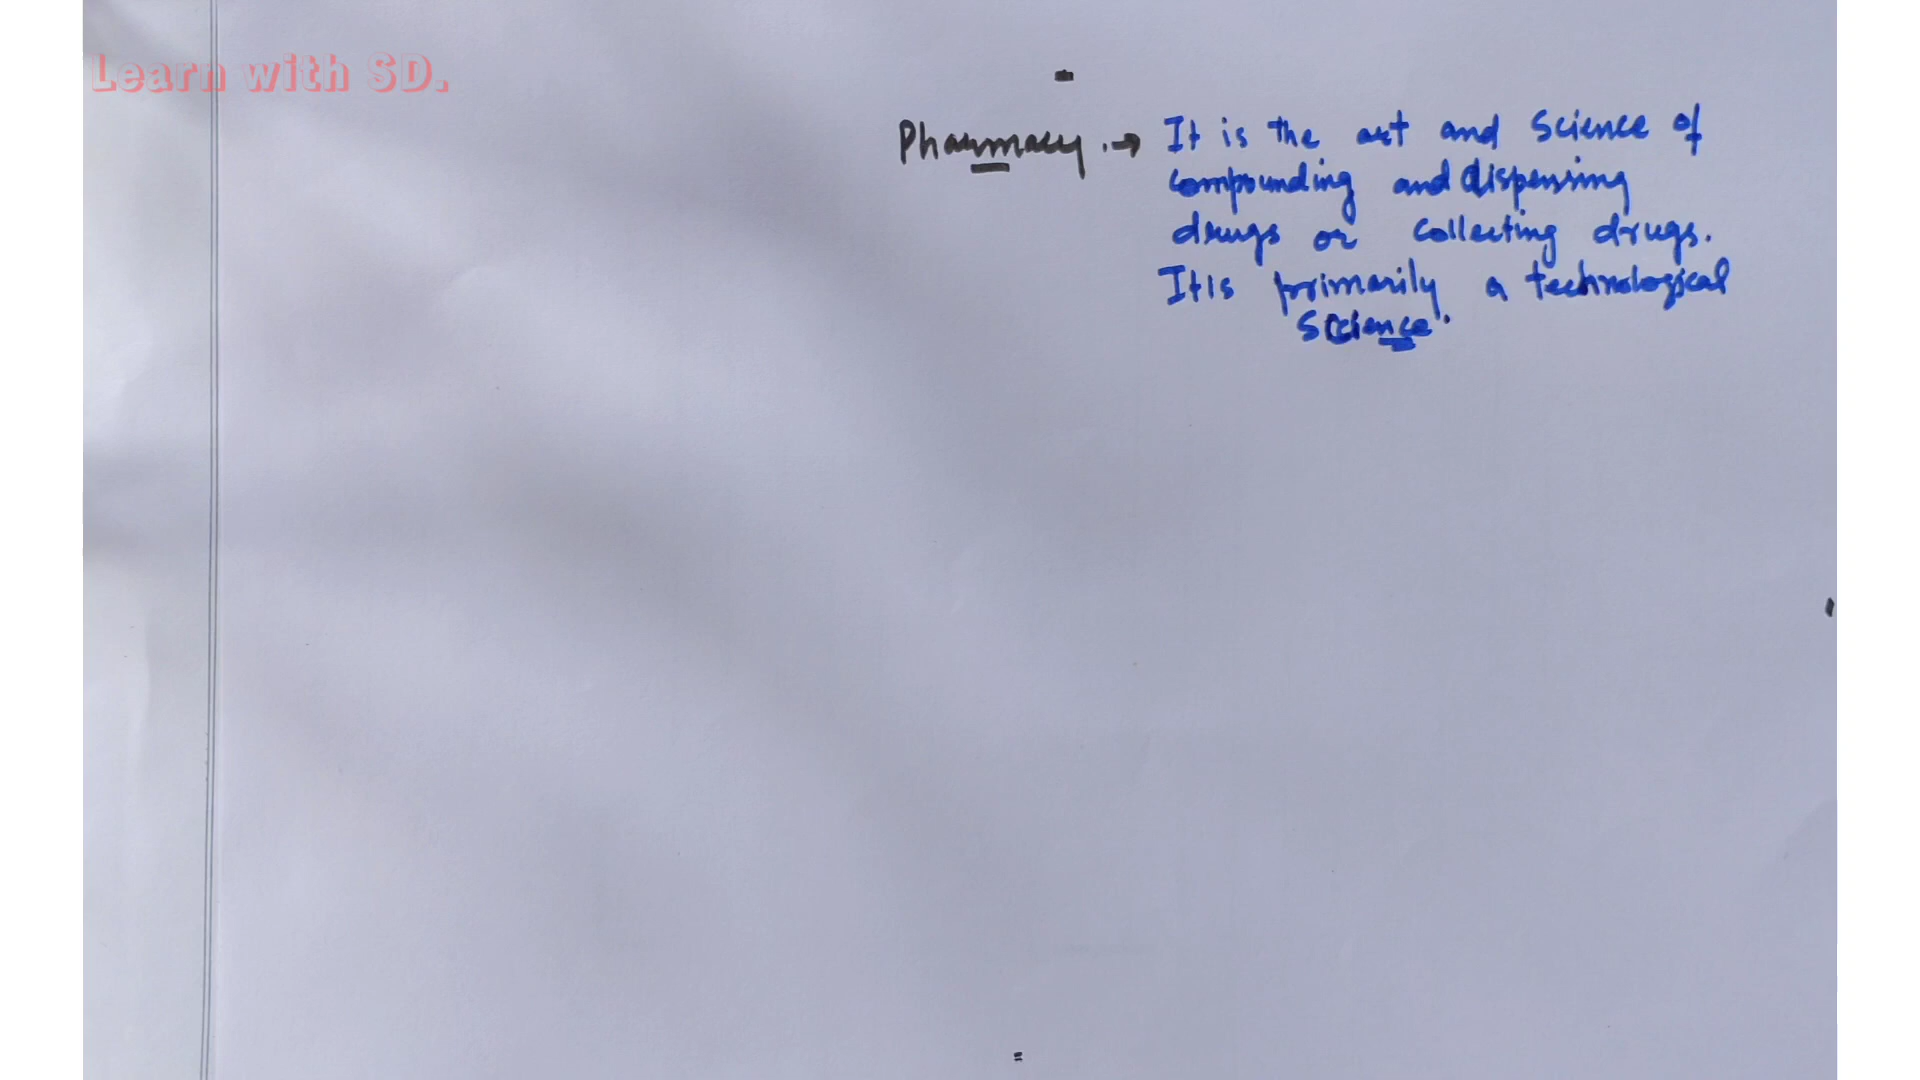 Learn with SD.
Pharmacy. → It is the art and Science of
compounding and dispensing
drugs or collecting drugs.
It is primarily a technological
Science.